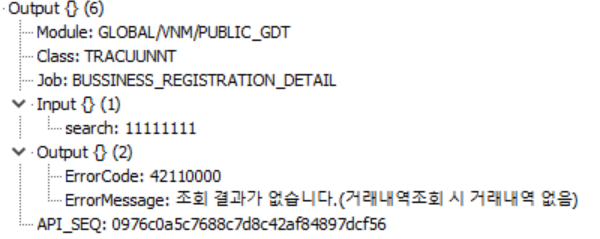 Output {} (6)
Module: GLOBAL/VNM/PUBLIC_GDT
Class: TRACUUNNT
Job: BUSSINESS_REGISTRATION_DETAIL
Input {} (1)
search: 11111111
Output {} (2)
ErrorCode: 42110000
ErrorMessage: 조회 결과가 없습니다.(거래내역조회 시 거래내역 없음)
API_SEQ: 0976c0a5c7688c7d8c42af84897dcf56